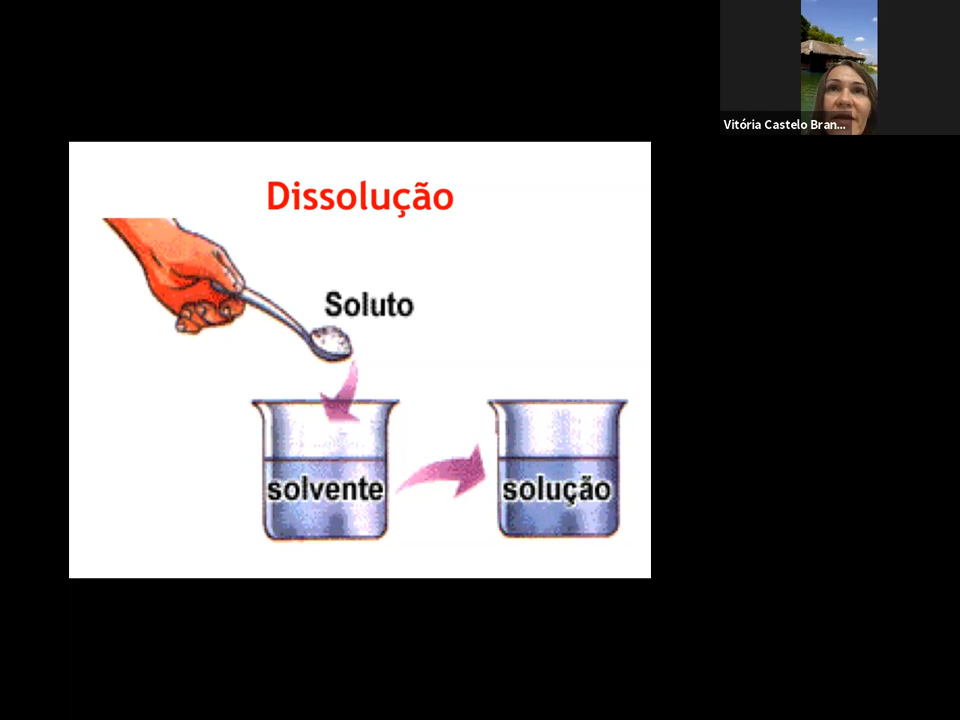 Vitória Castelo Bran...
Dissolução
Soluto
solvente
solução